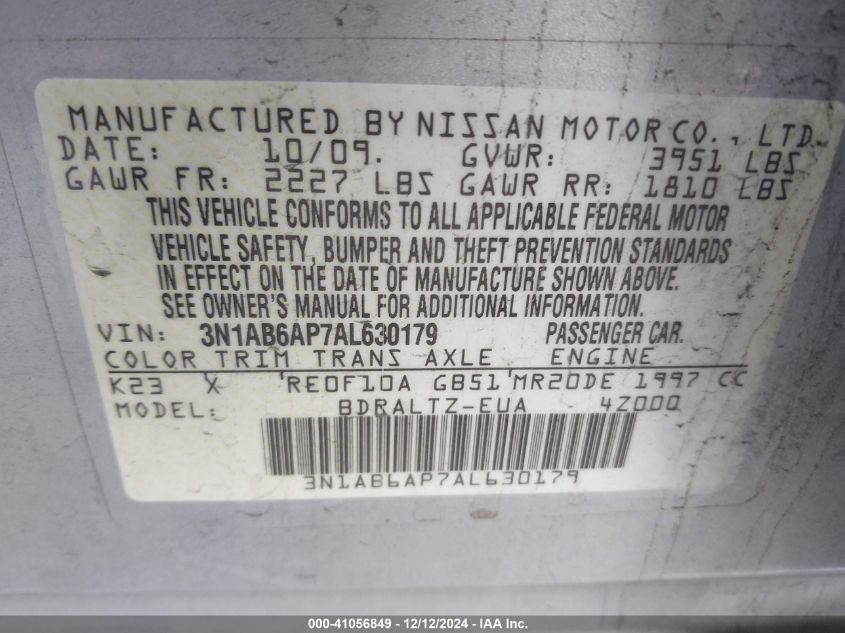 MANUFACTURED BY NISSAN MOTOR CO., LTD.
DATE: 10/09. GVWR: 3951 LBS
GAWR FR: 2227 LBS GAWR RR: 1810 LBS
THIS VEHICLE CONFORMS TO ALL APPLICABLE FEDERAL MOTOR
VEHICLE SAFETY, BUMPER AND THEFT PREVENTION STANDARDS
IN EFFECT ON THE DATE OF MANUFACTURE SHOWN ABOVE.
SEE OWNER'S MANUAL FOR ADDITIONAL INFORMATION.
VIN: 3N1AB6AP7AL630179 PASSENGER CAR.
COLOR TRIM TRANS AXLE ENGINE
K23 X RE0F10A GB51 MR20DE 1997 CC
MODEL: BDRALTZ-EUA - 4Z000
3N1AB6AP7AL630179
000-41056849 - 12/12/2024 - IAA Inc.